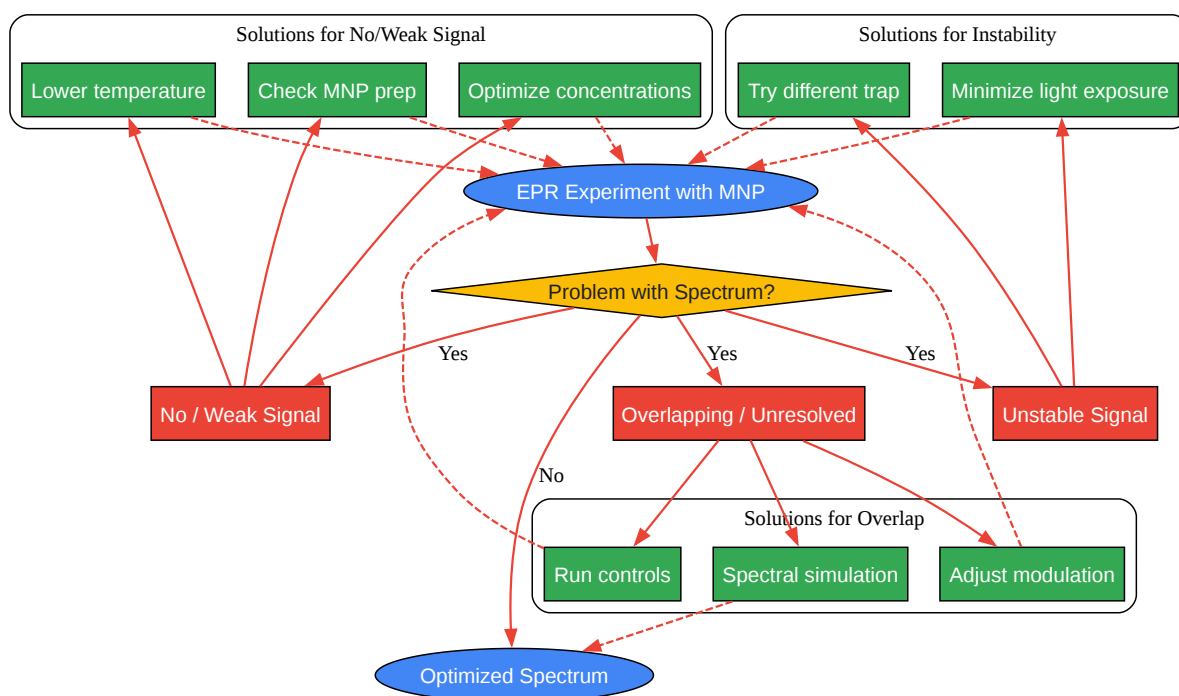 Solutions for No/Weak Signal
Solutions for Instability
Lower temperature
Check MNP prep
Optimize concentrations
Try different trap
Minimize light exposure
EPR Experiment with MNP
Problem with Spectrum?
Yes
Yes
Yes
No / Weak Signal
Overlapping / Unresolved
Unstable Signal
No
Solutions for Overlap
Run controls
Spectral simulation
Adjust modulation
Optimized Spectrum